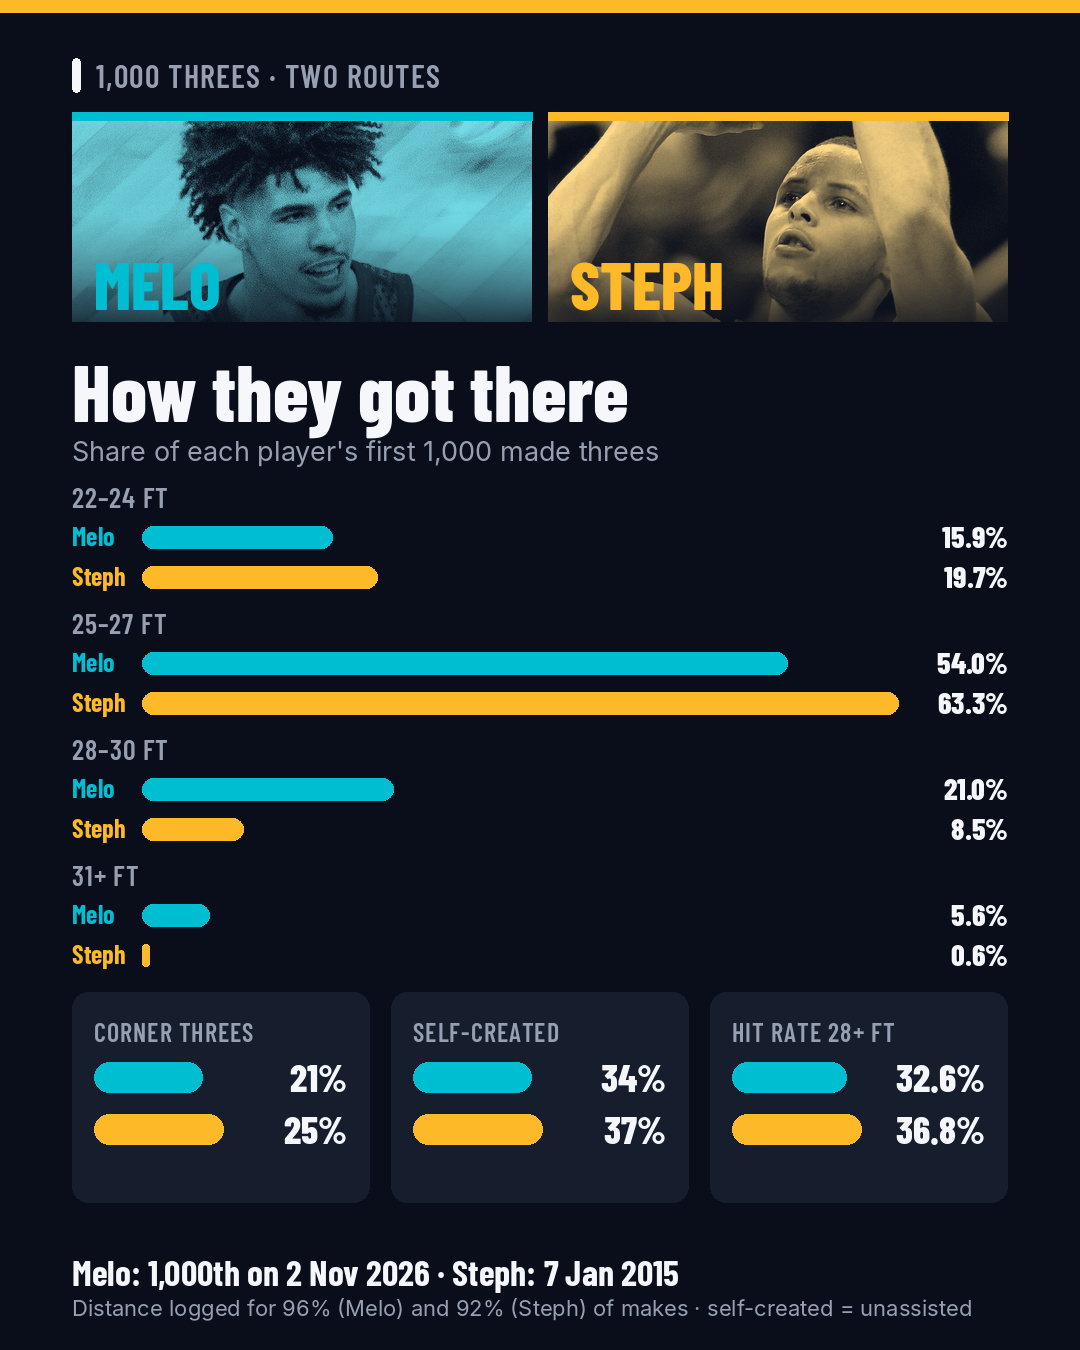 1,000 THREES · TWO ROUTES
MELO
STEPH
How they got there
Share of each player's first 1,000 made threes
22–24 FT
Melo 15.9%
Steph 19.7%
25–27 FT
Melo 54.0%
Steph 63.3%
28–30 FT
Melo 21.0%
Steph 8.5%
31+ FT
Melo 5.6%
Steph 0.6%
CORNER THREES
21%
25%
SELF-CREATED
34%
37%
HIT RATE 28+ FT
32.6%
36.8%
Melo: 1,000th on 2 Nov 2026 · Steph: 7 Jan 2015
Distance logged for 96% (Melo) and 92% (Steph) of makes · self-created = unassisted